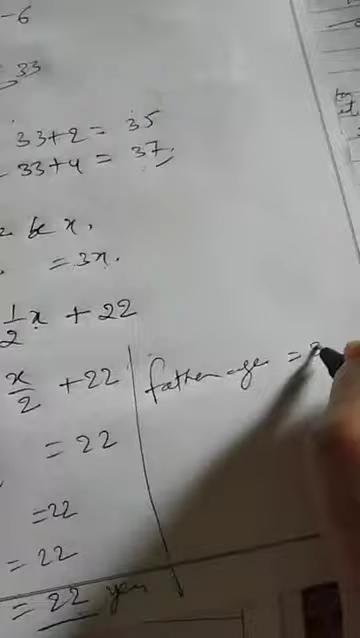 -6
33
33+2 = 35
33+4 = 37
be x,
= 3x.
1/2 x + 22
x/2 + 22
= 22
=22
= 22
= 22
father age =